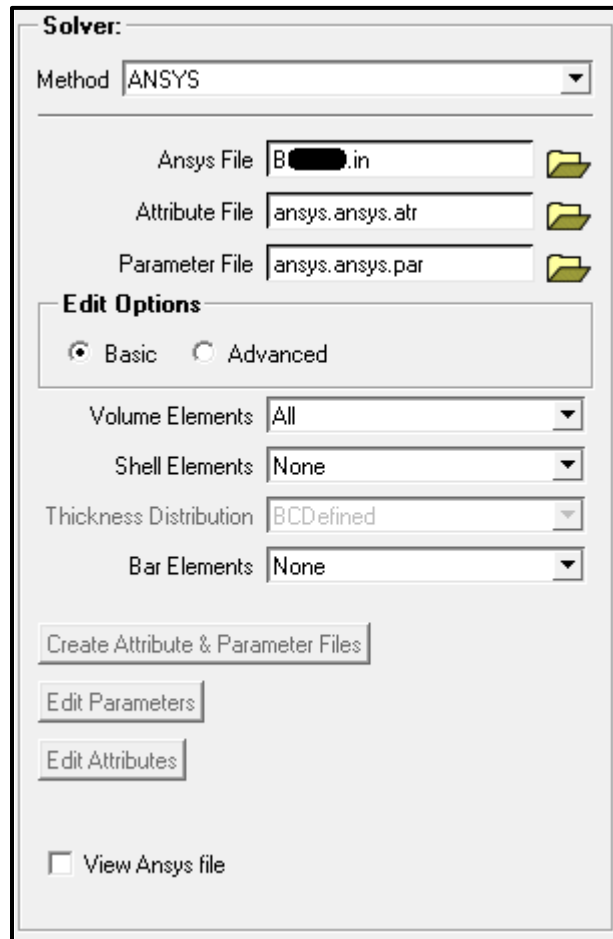 Solver:
Method ANSYS
Ansys File B .in
Attribute File ansys.ansys.atr
Parameter File ansys.ansys.par
Edit Options
Basic Advanced
Volume Elements All
Shell Elements None
Thickness Distribution BCDefined
Bar Elements None
Create Attribute & Parameter Files
Edit Parameters
Edit Attributes
View Ansys file